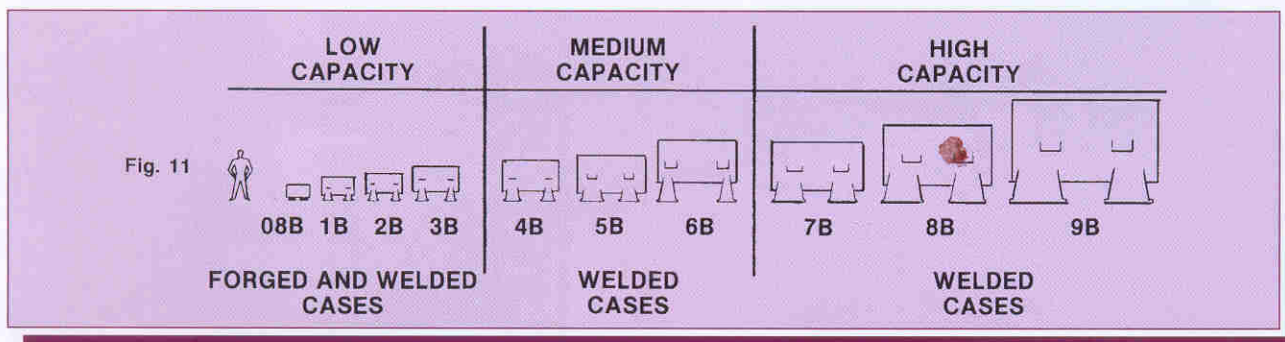 LOW
CAPACITY
MEDIUM
CAPACITY
HIGH
CAPACITY
Fig. 11
08B 1B 2B 3B 4B 5B 6B 7B 8B 9B
FORGED AND WELDED
CASES
WELDED
CASES
WELDED
CASES